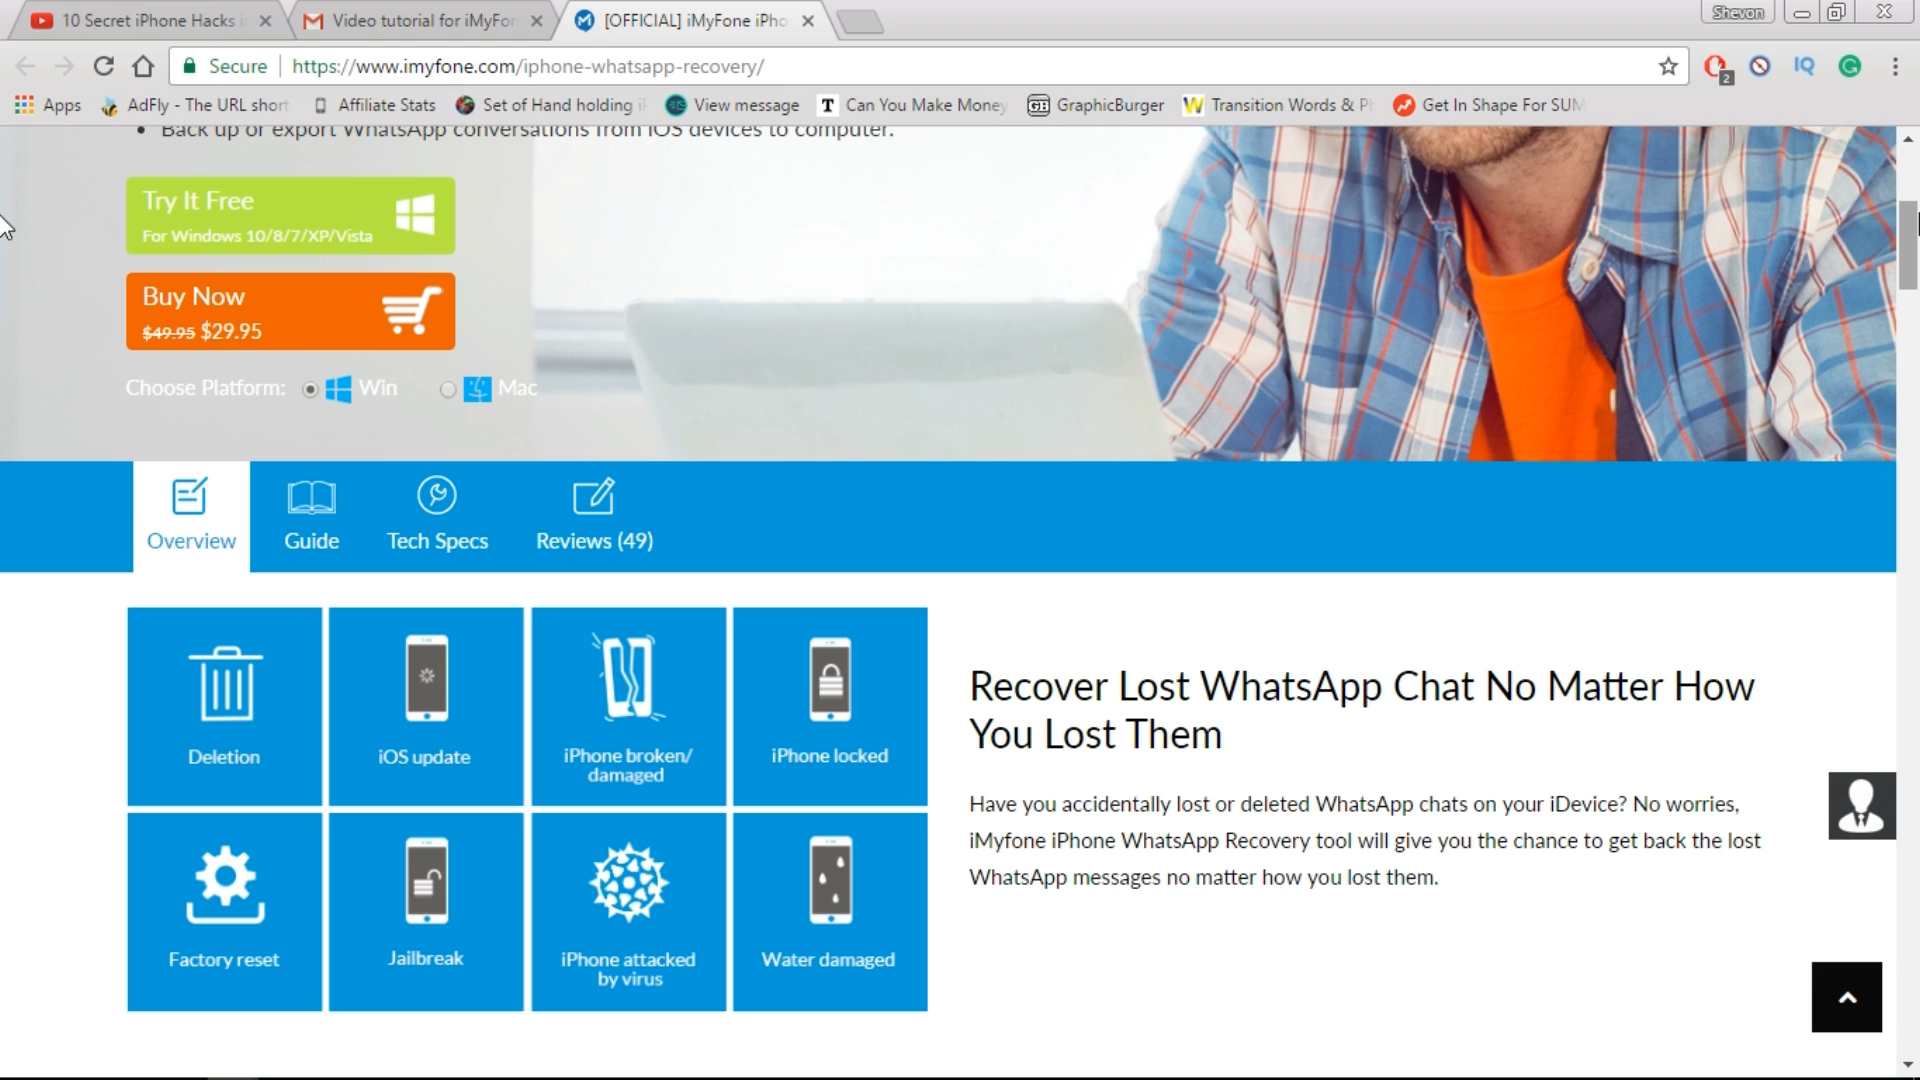 10 Secret iPhone Hacks
Video tutorial for iMyFon
[OFFICIAL] iMyFone iPho
Shevon
Secure
https://www.imyfone.com/iphone-whatsapp-recovery/
2
IQ
Apps
AdFly - The URL short
Affiliate Stats
Set of Hand holding
View message
Can You Make Money
GraphicBurger
Transition Words & P
Get In Shape For SUM
• Back up or export WhatsApp conversations from iOS devices to computer.
Try It Free
For Windows 10/8/7/XP/Vista
Buy Now
$49.95 $29.95
Choose Platform: Win Mac
Overview
Guide
Tech Specs
Reviews (49)
Deletion
iOS update
iPhone broken/
damaged
iPhone locked
Factory reset
Jailbreak
iPhone attacked
by virus
Water damaged
Recover Lost WhatsApp Chat No Matter How
You Lost Them
Have you accidentally lost or deleted WhatsApp chats on your iDevice? No worries,
iMyfone iPhone WhatsApp Recovery tool will give you the chance to get back the lost
WhatsApp messages no matter how you lost them.